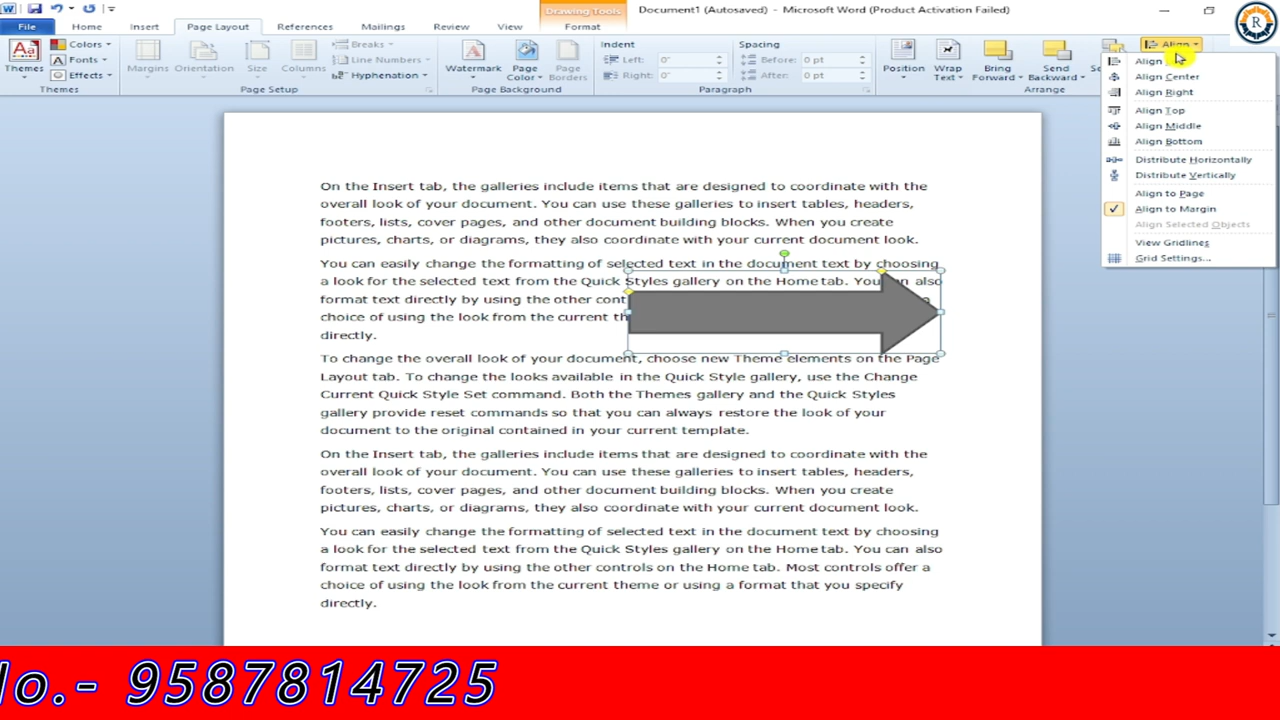 Drawing Tools
Document1 (Autosaved) - Microsoft Word (Product Activation Failed)
R
File Home Insert Page Layout References Mailings Review View Format
Themes
Colors
Fonts
Effects
Themes
Margins
Orientation
Size
Columns
Breaks
Line Numbers
Hyphenation
Page Setup
Watermark
Page Color
Page Borders
Page Background
Indent
Left: 0"
Right: 0"
Spacing
Before: 0 pt
After: 0 pt
Paragraph
Position
Wrap Text
Bring Forward
Send Backward
Arrange
Align
Align
Align Center
Align Right
Align Top
Align Middle
Align Bottom
Distribute Horizontally
Distribute Vertically
Align to Page
Align to Margin
Align Selected Objects
View Gridlines
Grid Settings...
On the Insert tab, the galleries include items that are designed to coordinate with the
overall look of your document. You can use these galleries to insert tables, headers,
footers, lists, cover pages, and other document building blocks. When you create
pictures, charts, or diagrams, they also coordinate with your current document look.
You can easily change the formatting of selected text in the document text by choosing
a look for the selected text from the Quick Styles gallery on the Home tab. You can also
format text directly by using the other cont
choice of using the look from the current th
directly.
To change the overall look of your document, choose new Theme elements on the Page
Layout tab. To change the looks available in the Quick Style gallery, use the Change
Current Quick Style Set command. Both the Themes gallery and the Quick Styles
gallery provide reset commands so that you can always restore the look of your
document to the original contained in your current template.
On the Insert tab, the galleries include items that are designed to coordinate with the
overall look of your document. You can use these galleries to insert tables, headers,
footers, lists, cover pages, and other document building blocks. When you create
pictures, charts, or diagrams, they also coordinate with your current document look.
You can easily change the formatting of selected text in the document text by choosing
a look for the selected text from the Quick Styles gallery on the Home tab. You can also
format text directly by using the other controls on the Home tab. Most controls offer a
choice of using the look from the current theme or using a format that you specify
directly.
No.- 9587814725